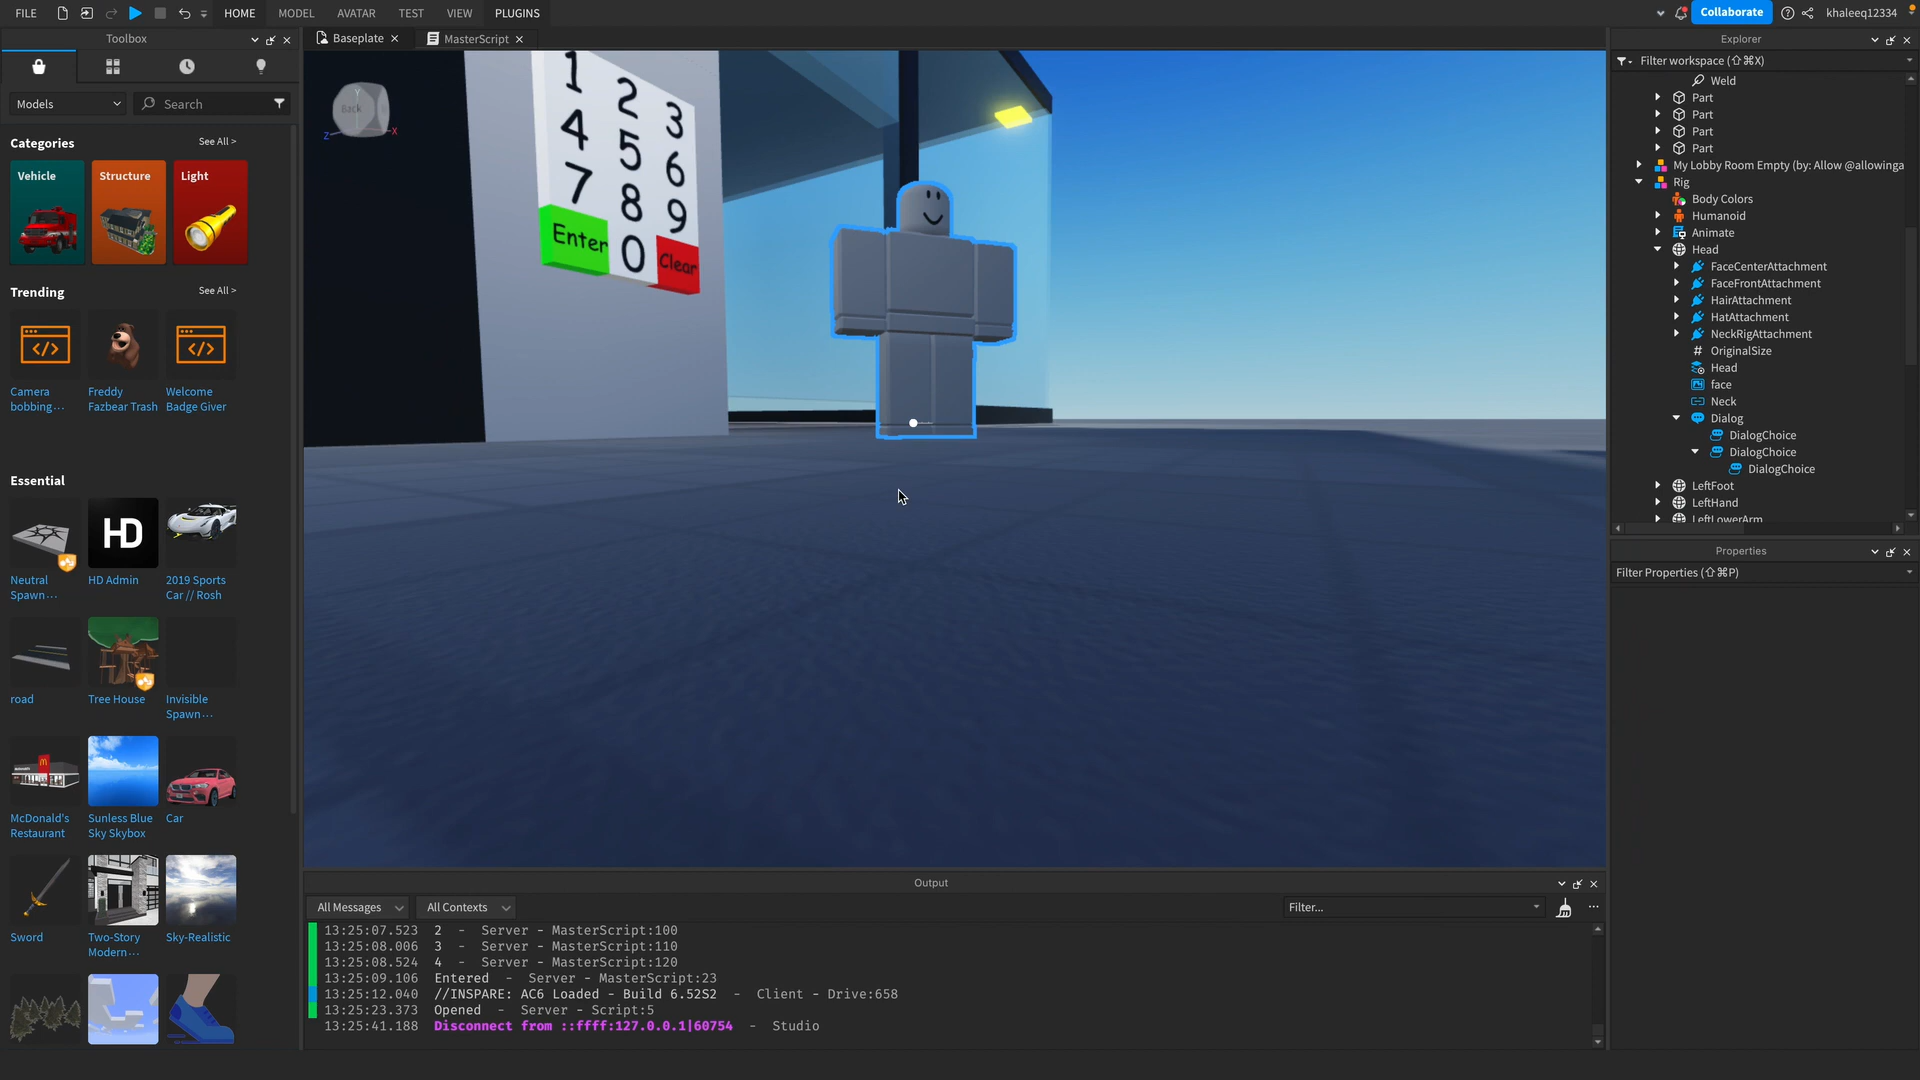 FILE
HOME
MODEL
AVATAR
TEST
VIEW
PLUGINS
Collaborate
khaleeq12334
Toolbox
Models
Search
Categories
See All >
Vehicle
Structure
Light
Trending
See All >
Camera
bobbing...
Freddy
Fazbear Trash
Welcome
Badge Giver
Essential
HD
Neutral
Spawn...
HD Admin
2019 Sports
Car // Rosh
road
Tree House
Invisible
Spawn...
McDonald's
Restaurant
Sunless Blue
Sky Skybox
Car
Sword
Two-Story
Modern...
Sky-Realistic
Baseplate
MasterScript
Back
Y
Z
X
1 2 3
4 5 6
7 8 9
Enter 0 Clear
Output
All Messages
All Contexts
Filter...
13:25:07.523 2 - Server - MasterScript:100
13:25:08.006 3 - Server - MasterScript:110
13:25:08.524 4 - Server - MasterScript:120
13:25:09.106 Entered - Server - MasterScript:23
13:25:12.040 //INSPARE: AC6 Loaded - Build 6.52S2 - Client - Drive:658
13:25:23.373 Opened - Server - Script:5
13:25:41.188 Disconnect from ::ffff:127.0.0.1|60754 - Studio
Explorer
Filter workspace (⇧⌘X)
Weld
Part
Part
Part
Part
My Lobby Room Empty (by: Allow @allowinga
Rig
Body Colors
Humanoid
Animate
Head
FaceCenterAttachment
FaceFrontAttachment
HairAttachment
HatAttachment
NeckRigAttachment
OriginalSize
Head
face
Neck
Dialog
DialogChoice
DialogChoice
DialogChoice
LeftFoot
LeftHand
LeftLowerArm
Properties
Filter Properties (⇧⌘P)